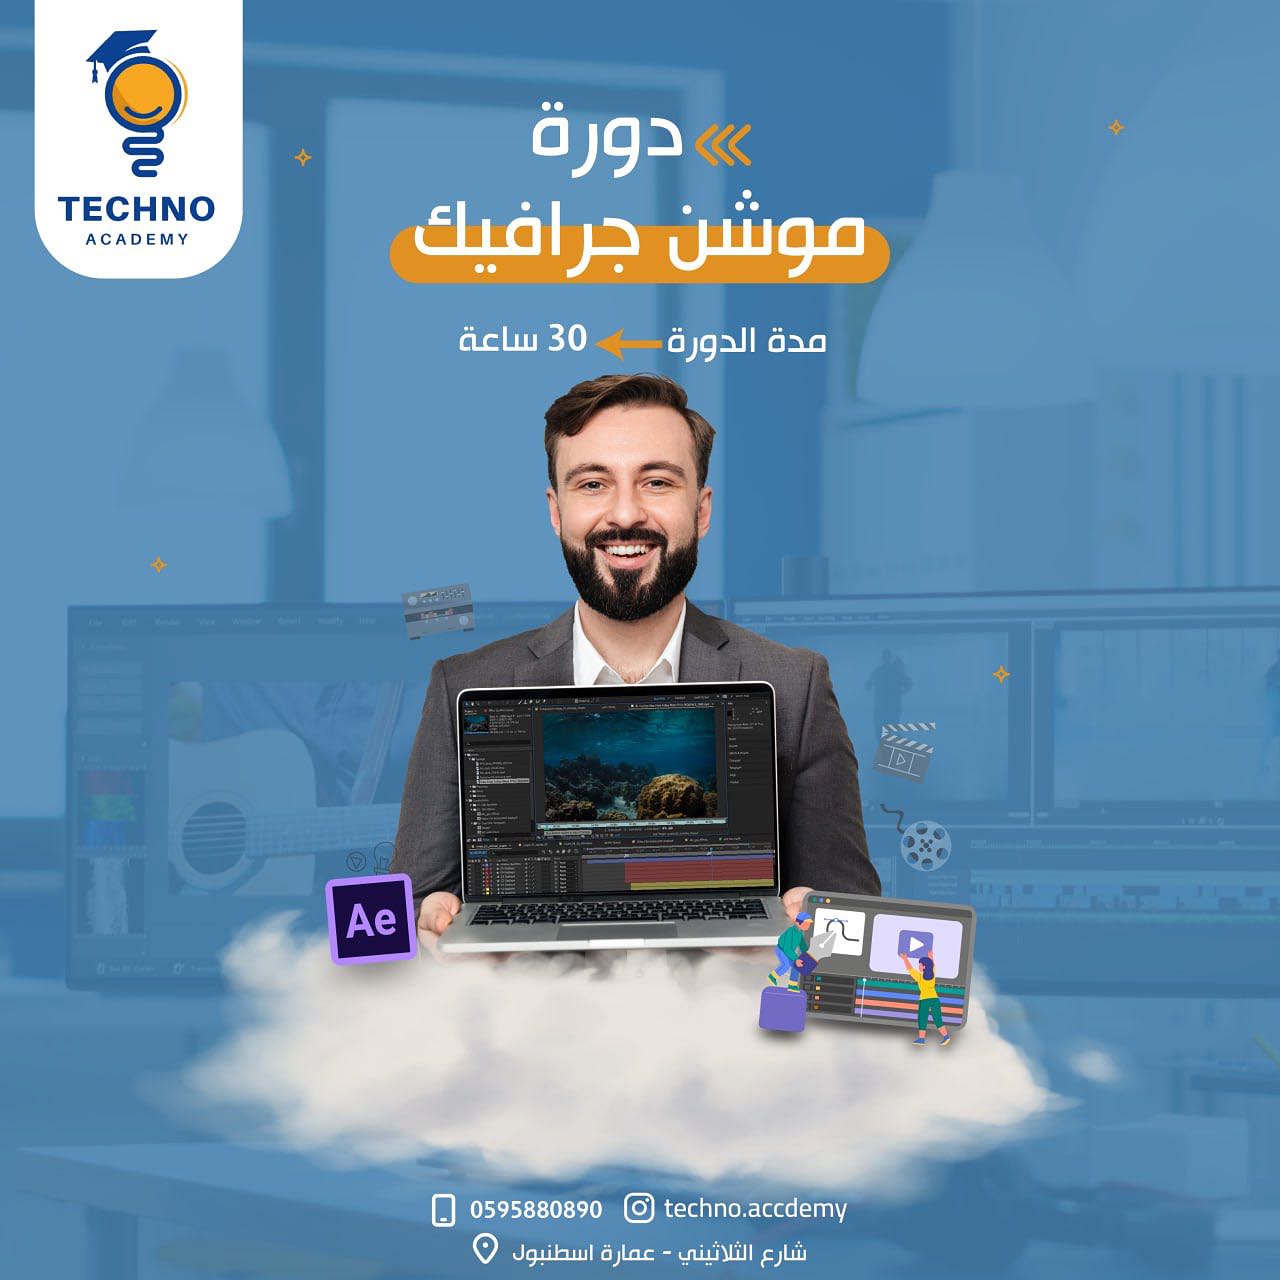 TECHNO
ACADEMY
دورة
موشن جرافيك
مدة الدورة 30 ساعة
Ae
0595880890 techno.accdemy
شارع الثلاثيني - عمارة اسطنبول